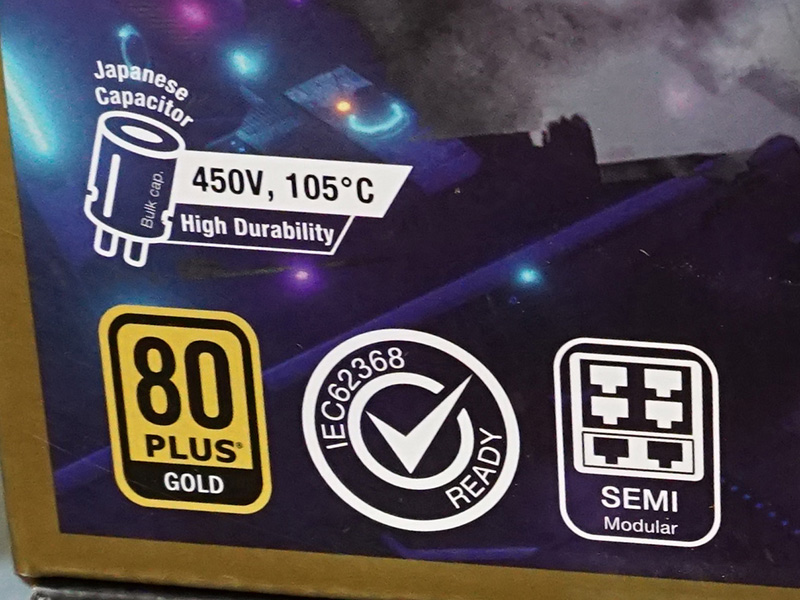 Japanese
Capacitor
Bulk cap.
450V, 105°C
High Durability
80
PLUS®
GOLD
IEC62368
READY
SEMI
Modular